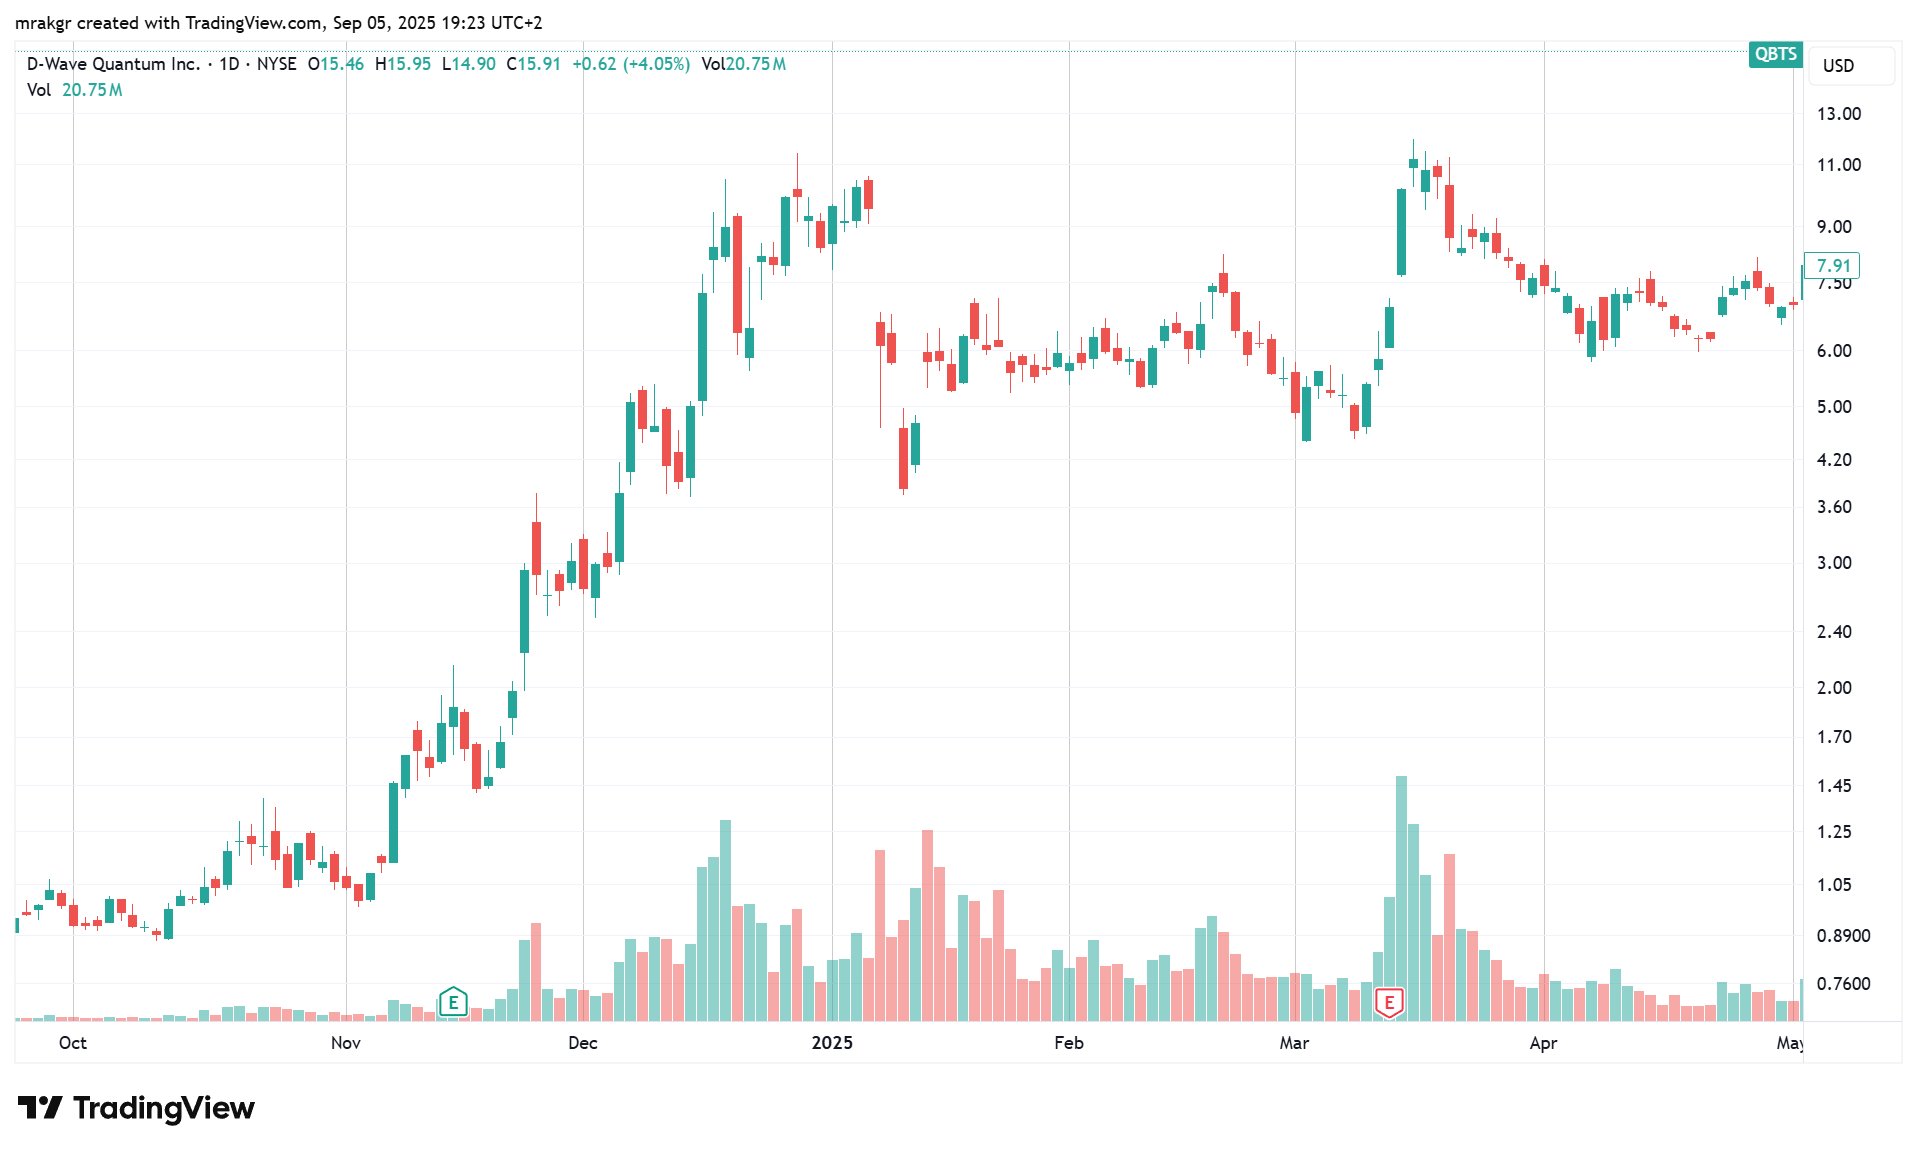 mrakgr created with TradingView.com, Sep 05, 2025 19:23 UTC+2
D-Wave Quantum Inc. · 1D · NYSE O15.46 H15.95 L14.90 C15.91 +0.62 (+4.05%) Vol20.75M
Vol 20.75M
QBTS
USD
13.00
11.00
9.00
7.91
7.50
6.00
5.00
4.20
3.60
3.00
2.40
2.00
1.70
1.45
1.25
1.05
0.8900
0.7600
E
E
Oct Nov Dec 2025 Feb Mar Apr May
TradingView